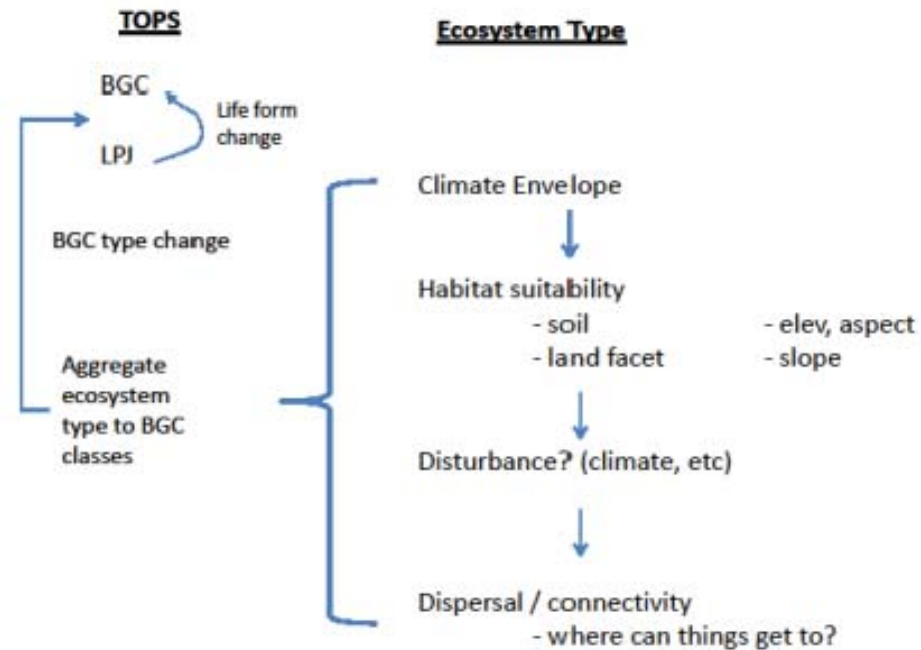 TOPS
BGC
Life form
change
LPJ
BGC type change
Aggregate
ecosystem
type to BGC
classes
Ecosystem Type
Climate Envelope
Habitat suitability
- soil - elev, aspect
- land facet - slope
Disturbance? (climate, etc)
Dispersal / connectivity
- where can things get to?